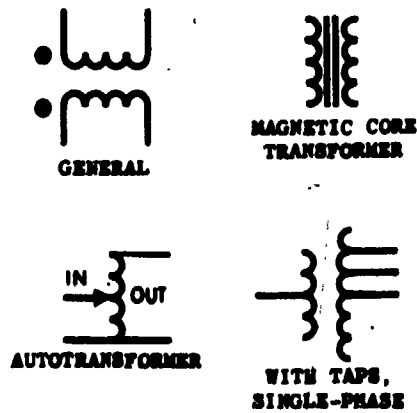 GENERAL
MAGNETIC CORE
TRANSFORMER
IN
OUT
AUTOTRANSFORMER
WITH TAPS,
SINGLE-PHASE